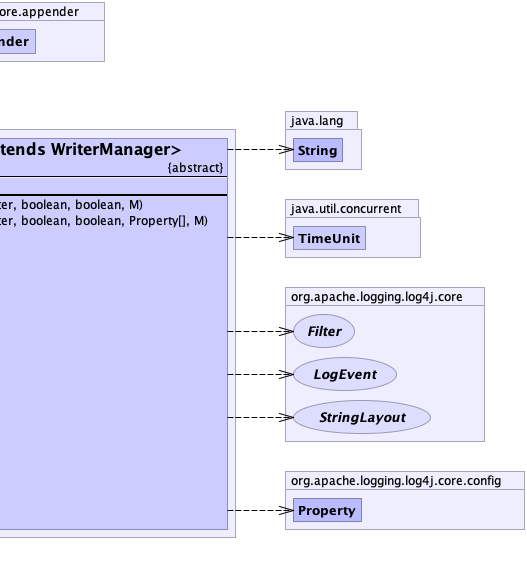 ore.appender
nder
java.lang
String
tends WriterManager>
{abstract}
ter, boolean, boolean, M)
ter, boolean, boolean, Property[], M)
java.util.concurrent
TimeUnit
org.apache.logging.log4j.core
Filter
LogEvent
StringLayout
org.apache.logging.log4j.core.config
Property